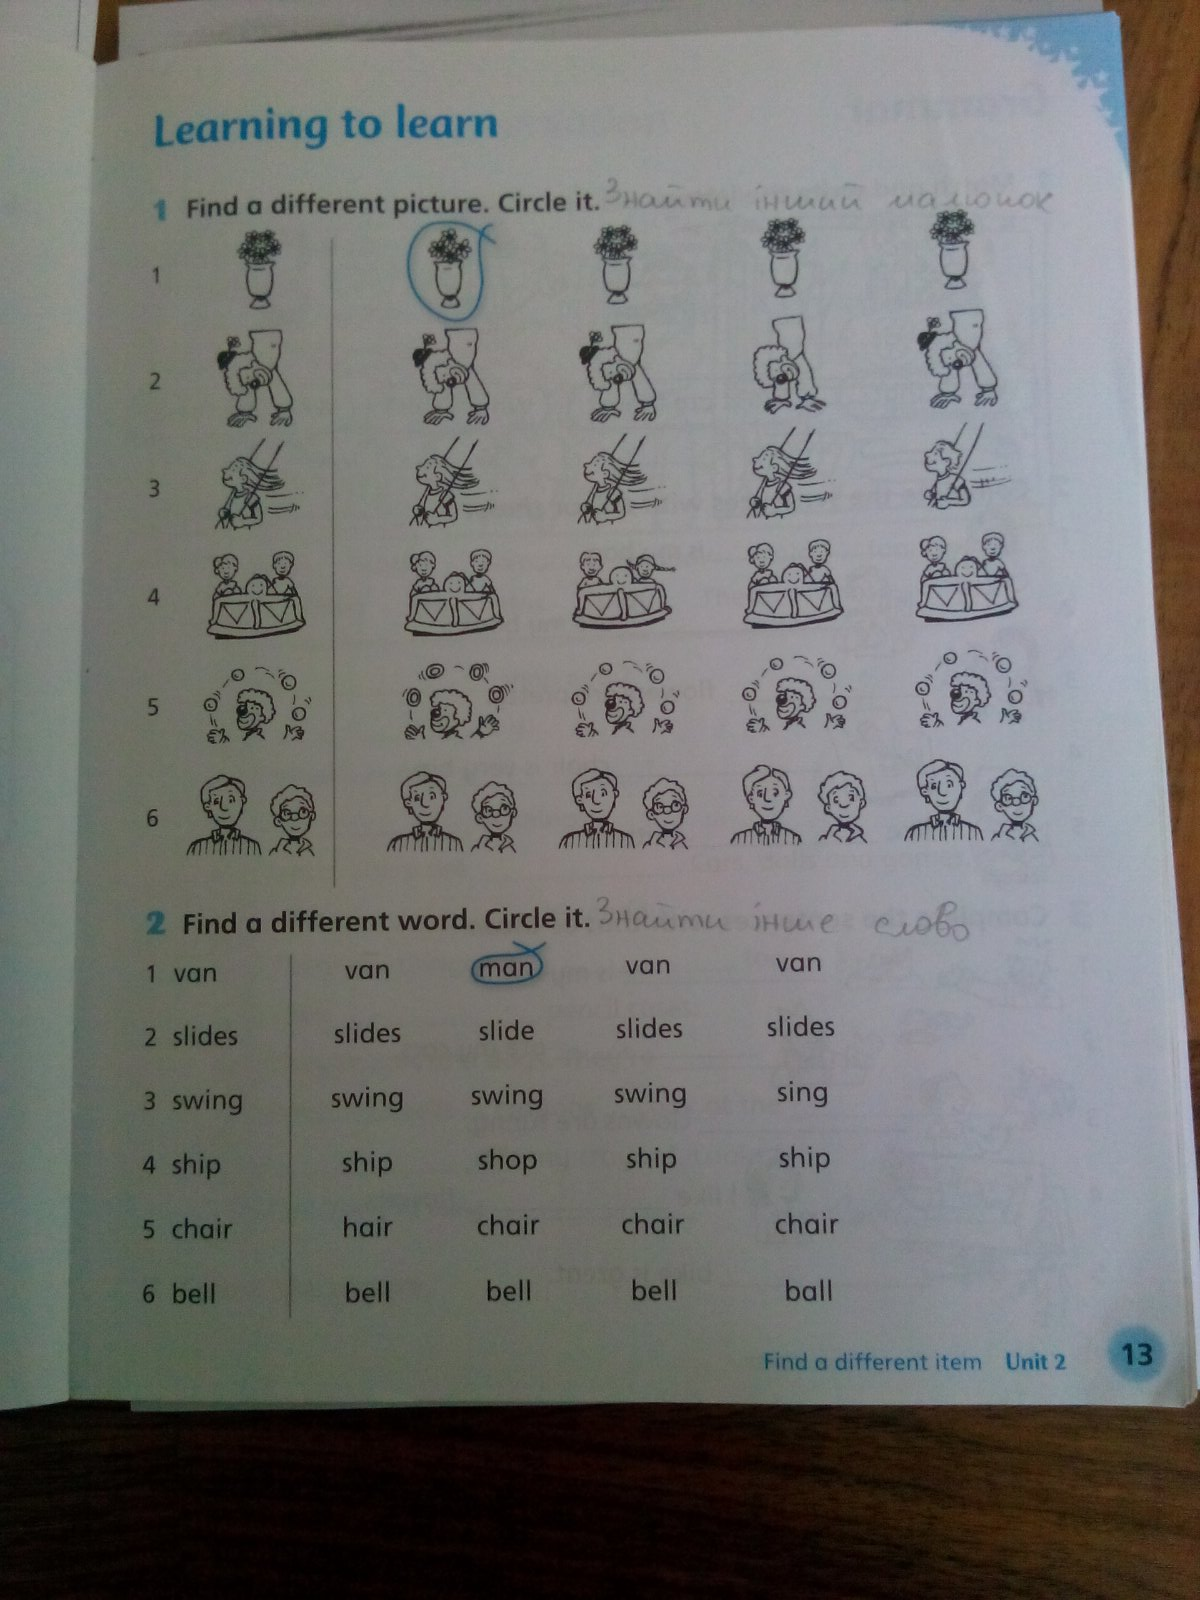 Learning to learn
1 Find a different picture. Circle it. Знайти інший малюнок
1
2
3
4
5
6
2 Find a different word. Circle it. Знайти інше слово
1 van van man van van
2 slides slides slide slides slides
3 swing swing swing swing sing
4 ship ship shop ship ship
5 chair hair chair chair chair
6 bell bell bell bell ball
Find a different item Unit 2 13